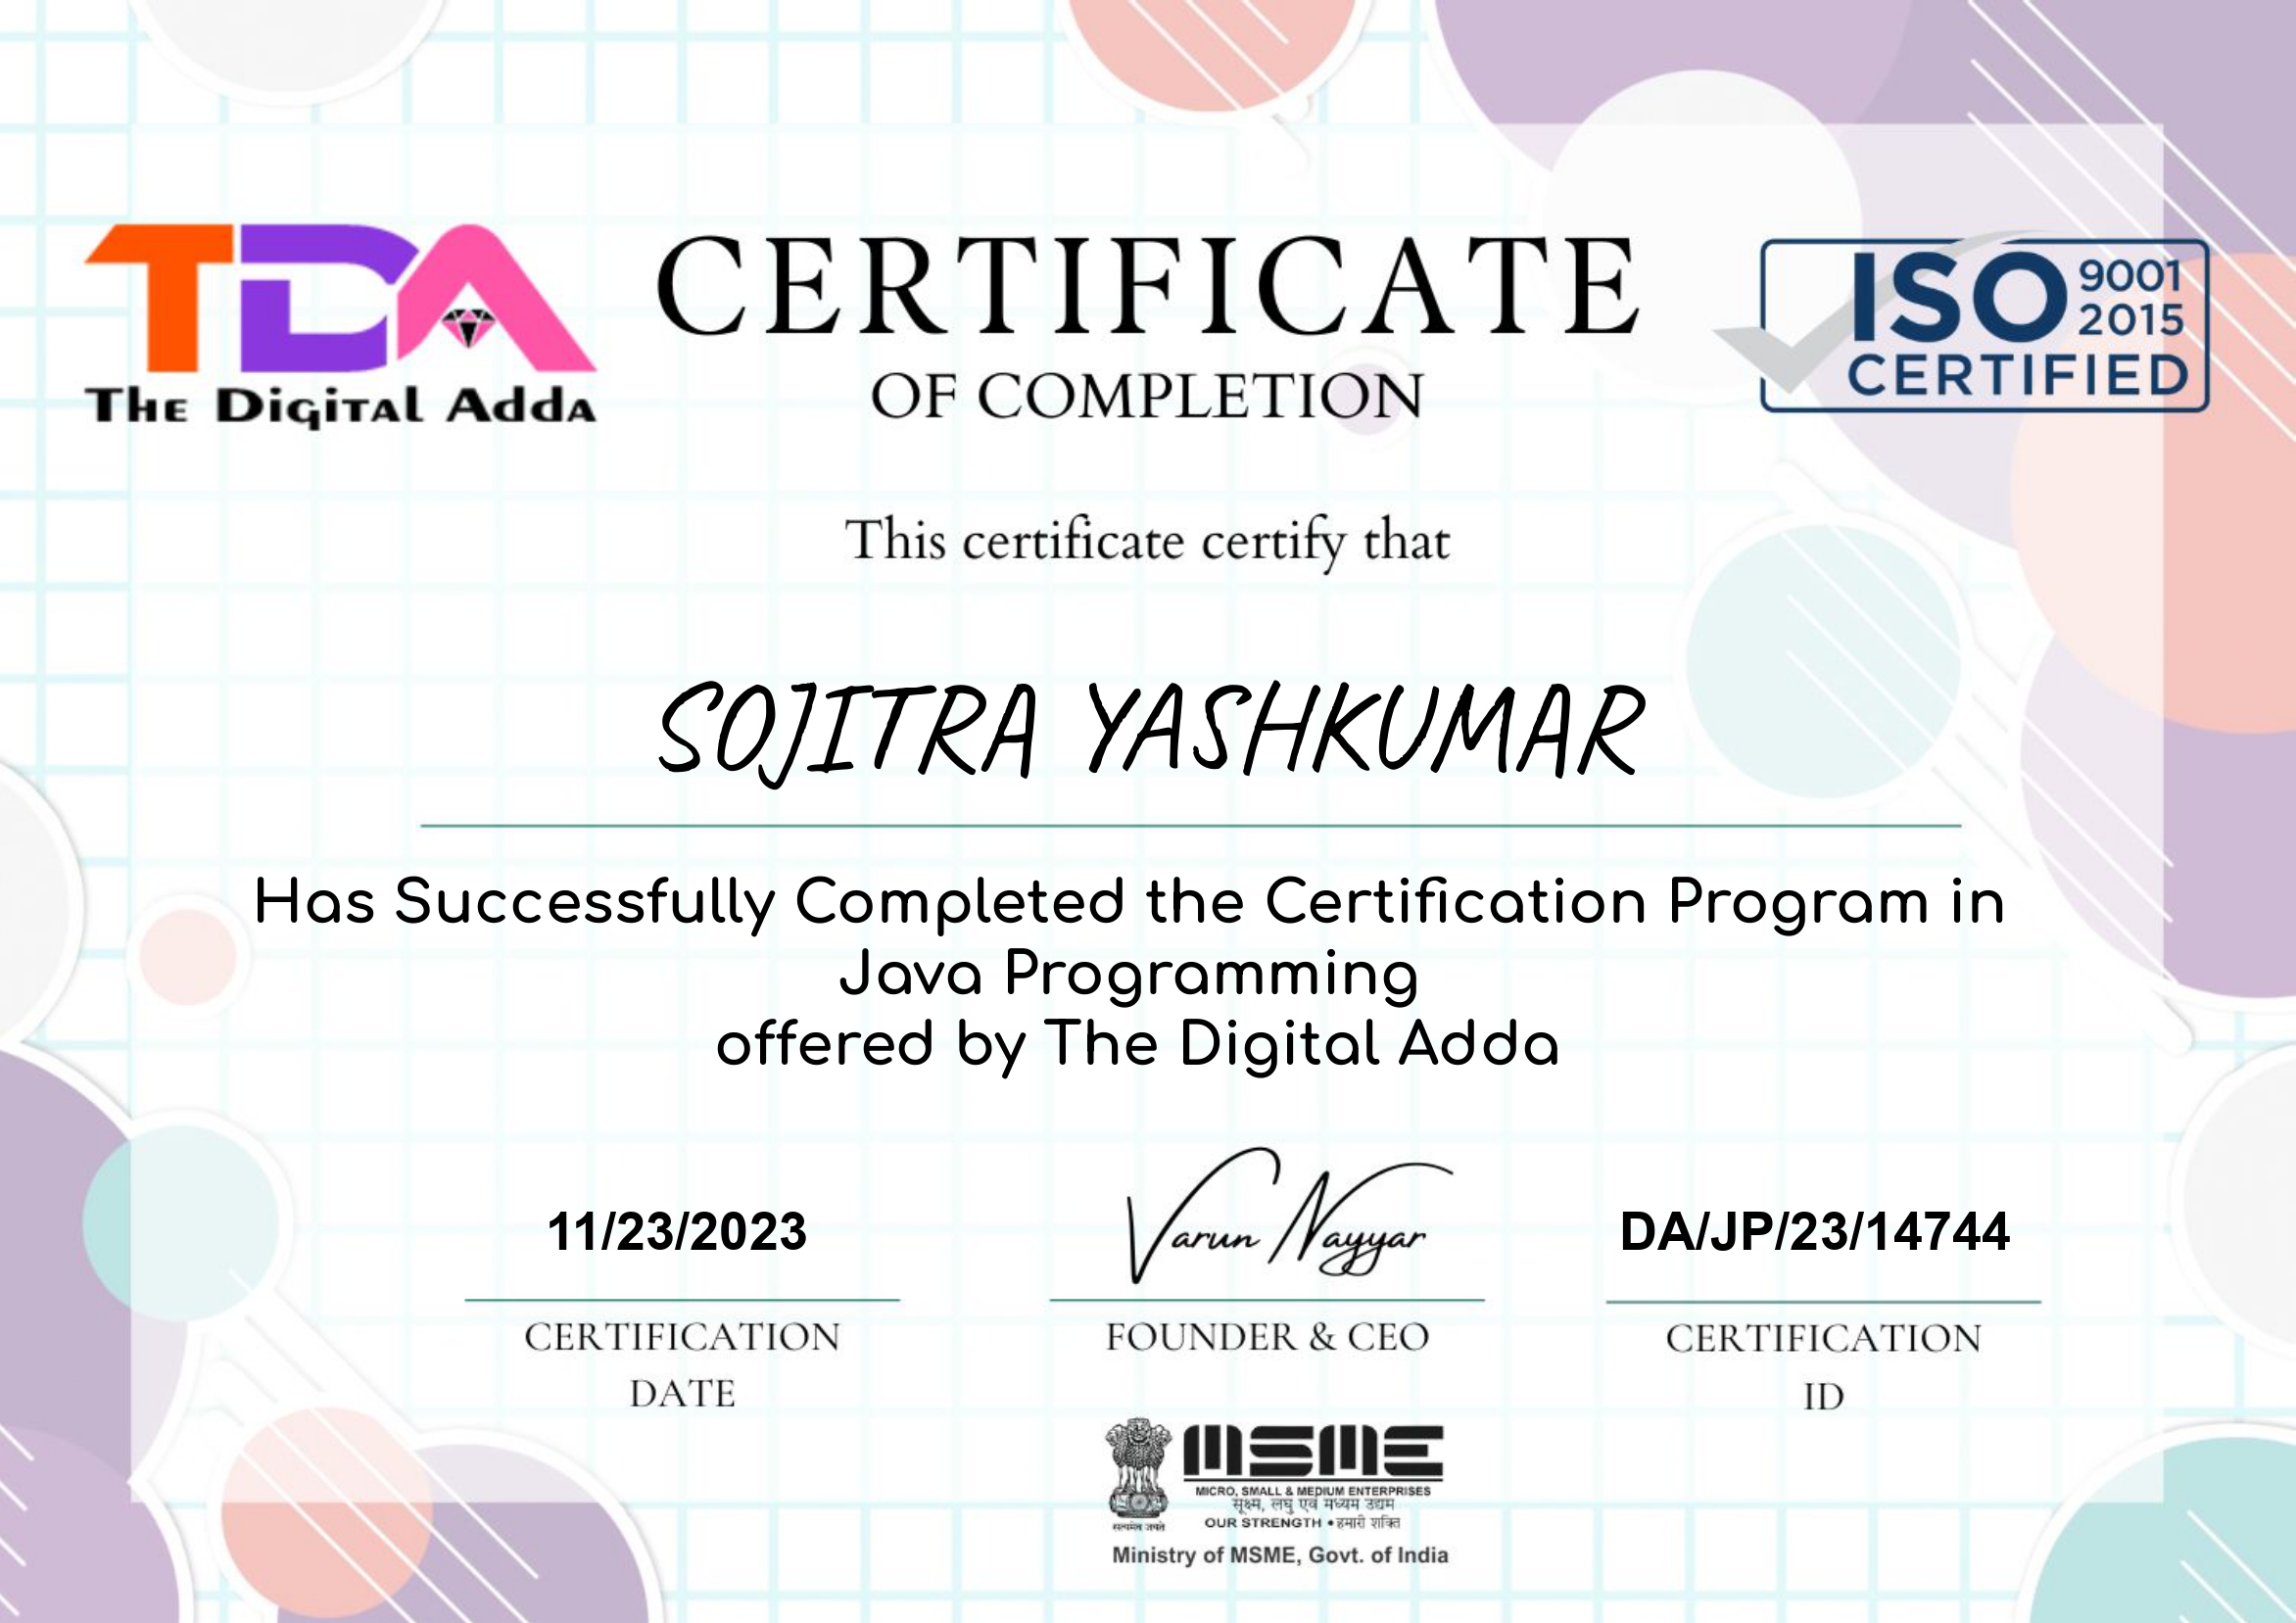 TDA
The Digital Adda
CERTIFICATE
OF COMPLETION
ISO 9001
2015
CERTIFIED
This certificate certify that
SOJITRA YASHKUMAR
Has Successfully Completed the Certification Program in
Java Programming
offered by The Digital Adda
11/23/2023
Varun Nayyar
DA/JP/23/14744
CERTIFICATION
DATE
FOUNDER & CEO
CERTIFICATION
ID
MSME
MICRO, SMALL & MEDIUM ENTERPRISES
सूक्ष्म, लघु एवं मध्यम उद्यम
OUR STRENGTH • हमारी शक्ति
सत्यमेव जयते
Ministry of MSME, Govt. of India